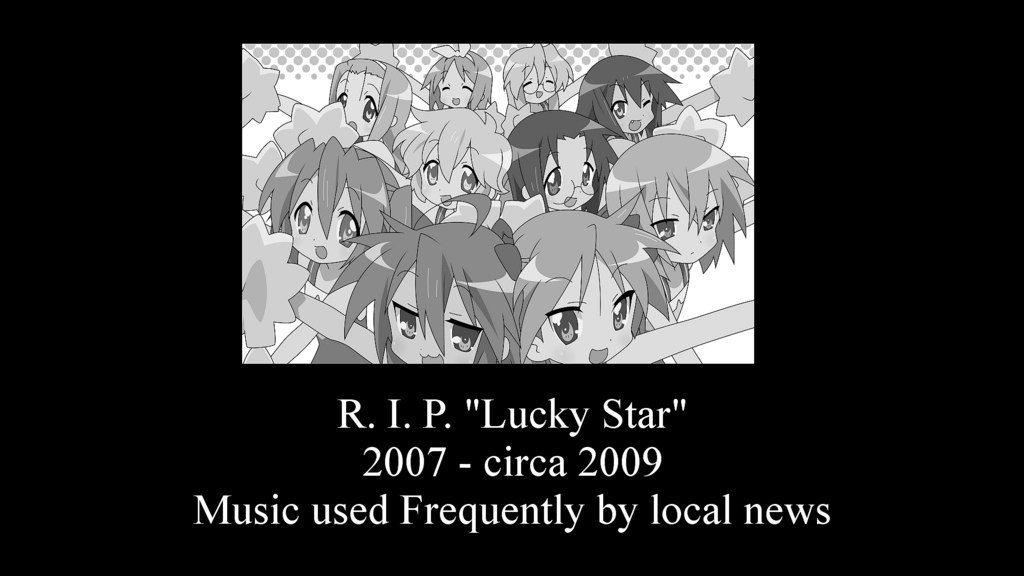 R. I. P. "Lucky Star"
2007 - circa 2009
Music used Frequently by local news